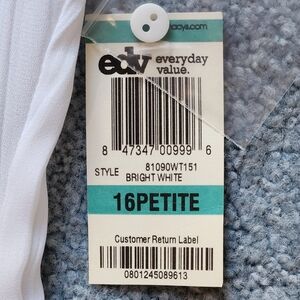 macys.com
edv everyday
value.
8 47347 00999 6
STYLE 81090WT151
BRIGHT WHITE
16PETITE
Customer Return Label
0801245089613